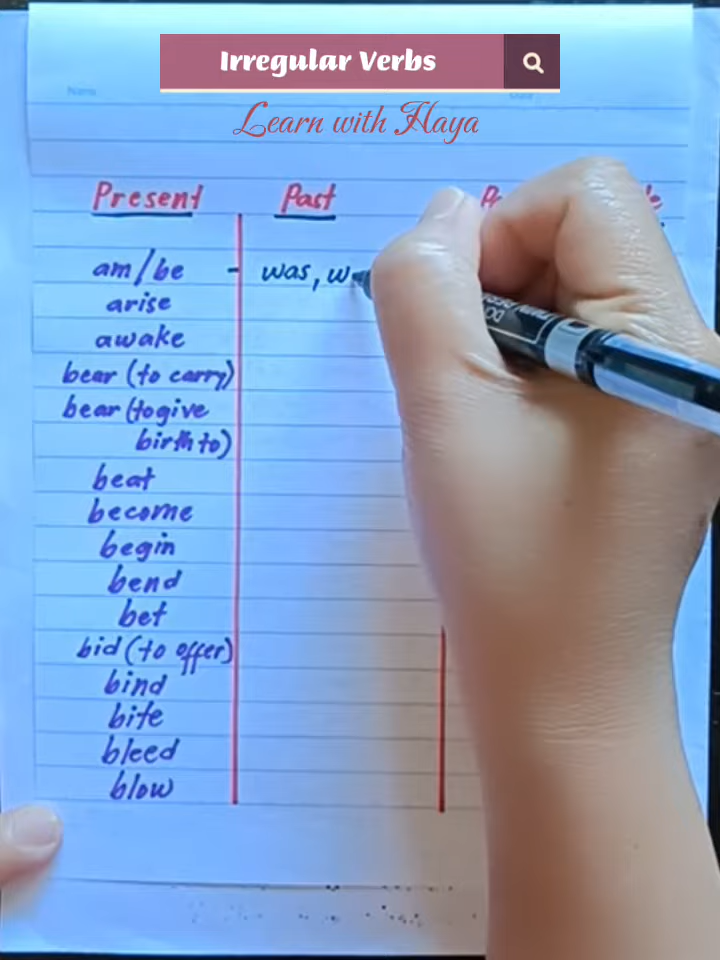 Irregular Verbs
Learn with Haya
Name
Present Past
am/be - was, w
arise
awake
bear (to carry)
bear (to give
birth to)
beat
become
begin
bend
bet
bid (to offer)
bind
bite
bleed
blow